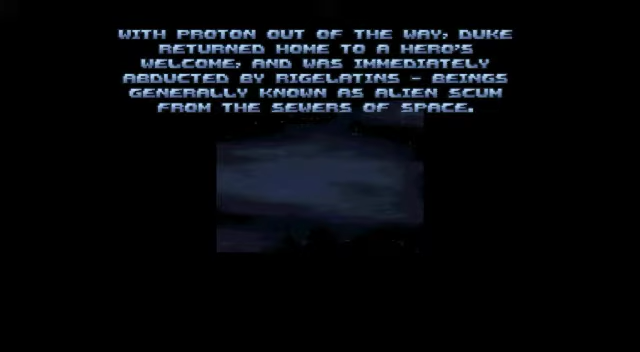 WITH PROTON OUT OF THE WAY, DUKE
RETURNED HOME TO A HERO'S
WELCOME, AND WAS IMMEDIATELY
ABDUCTED BY RIGELATINS - BEINGS
GENERALLY KNOWN AS ALIEN SCUM
FROM THE SEWERS OF SPACE.